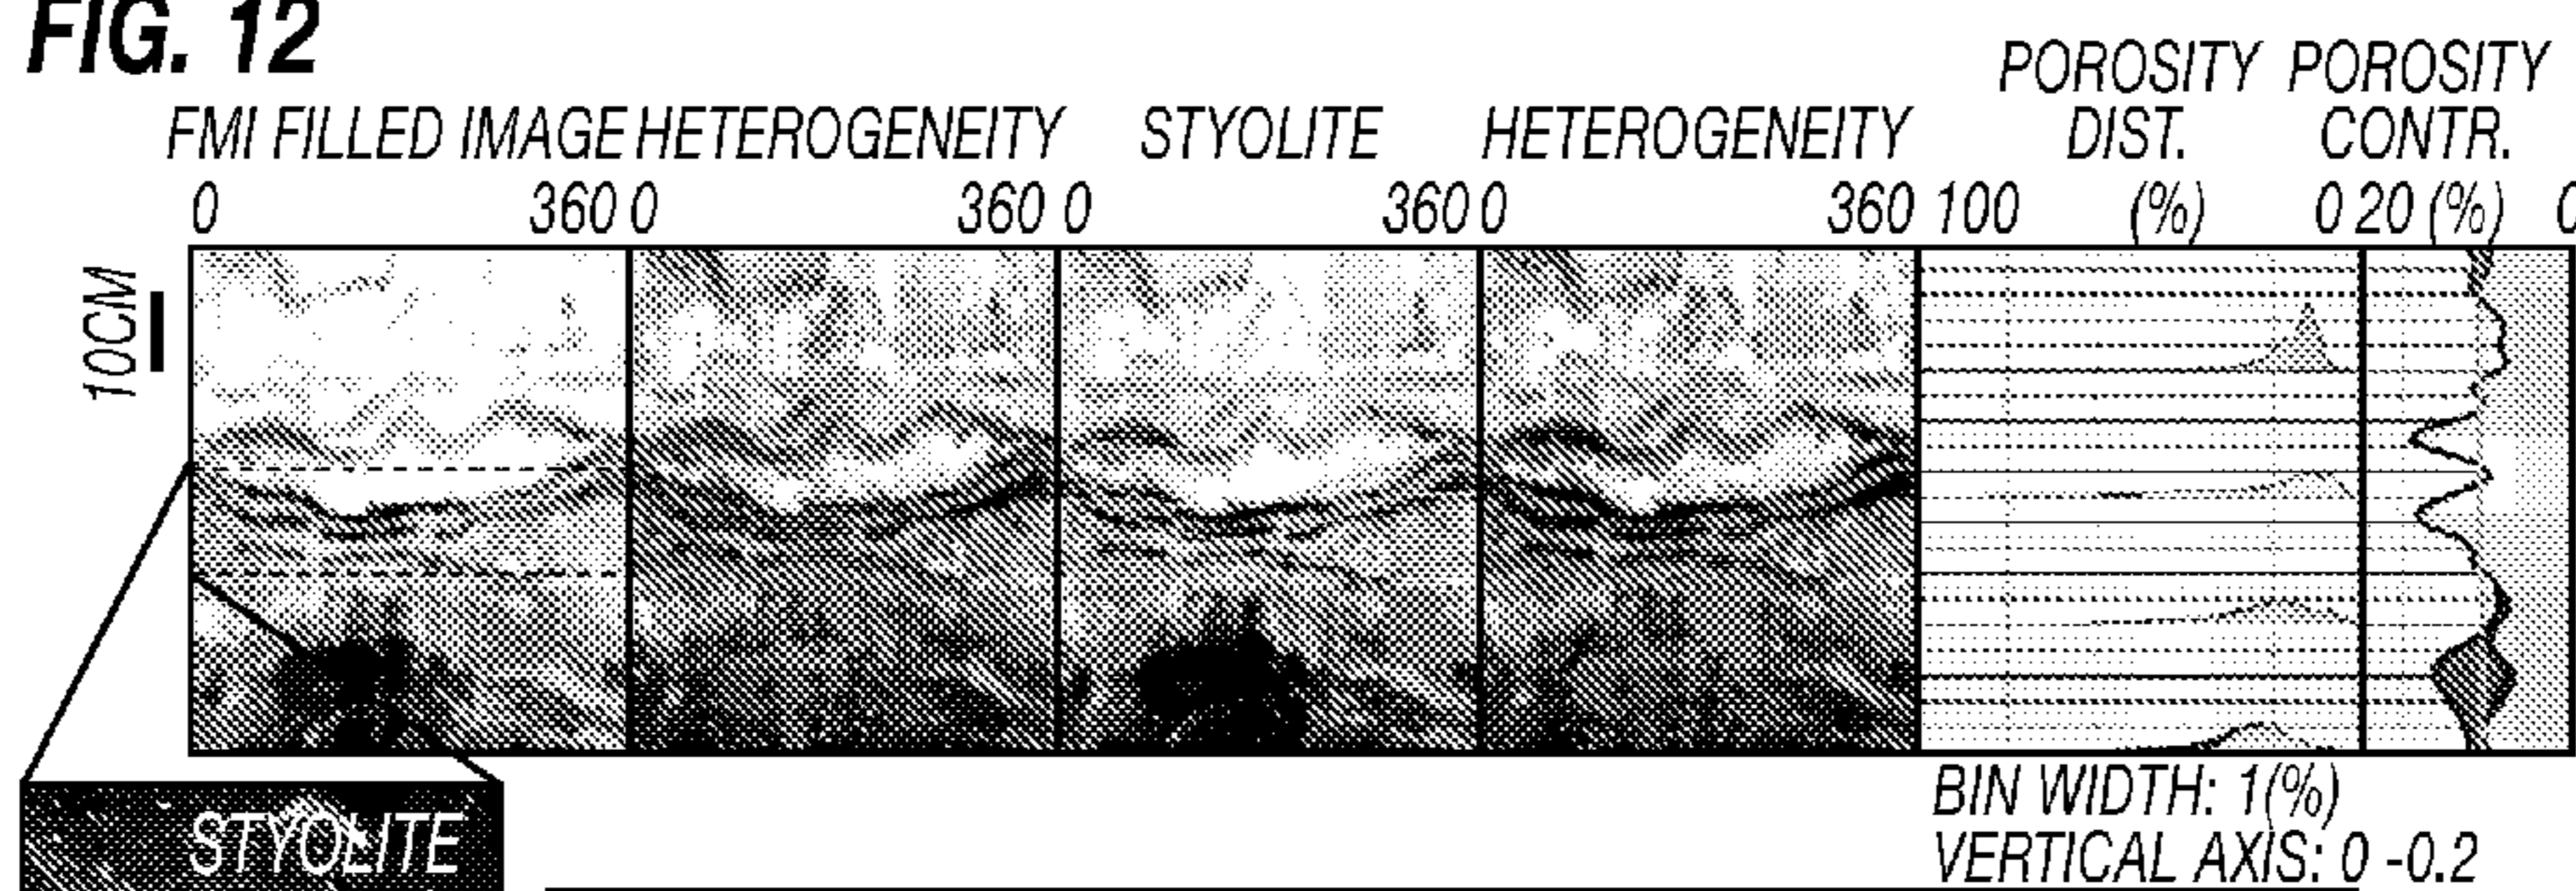 FIG. 12
POROSITY POROSITY
FMI FILLED IMAGE HETEROGENEITY STYOLITE HETEROGENEITY DIST. CONTR.
0 360 0 360 0 360 0 360 100 (%) 0 20 (%) 0
10CM
BIN WIDTH: 1(%)
STYOLITE
VERTICAL AXIS: 0 -0.2